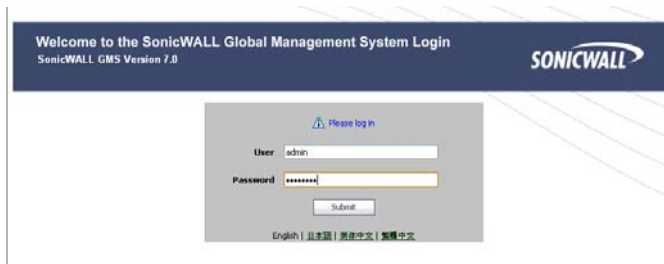 Welcome to the SonicWALL Global Management System Login
SonicWALL GMS Version 7.0
SONICWALL
Please log in
User admin
Password ••••••••
Submit
English | 日本語 | 简体中文 | 繁體中文